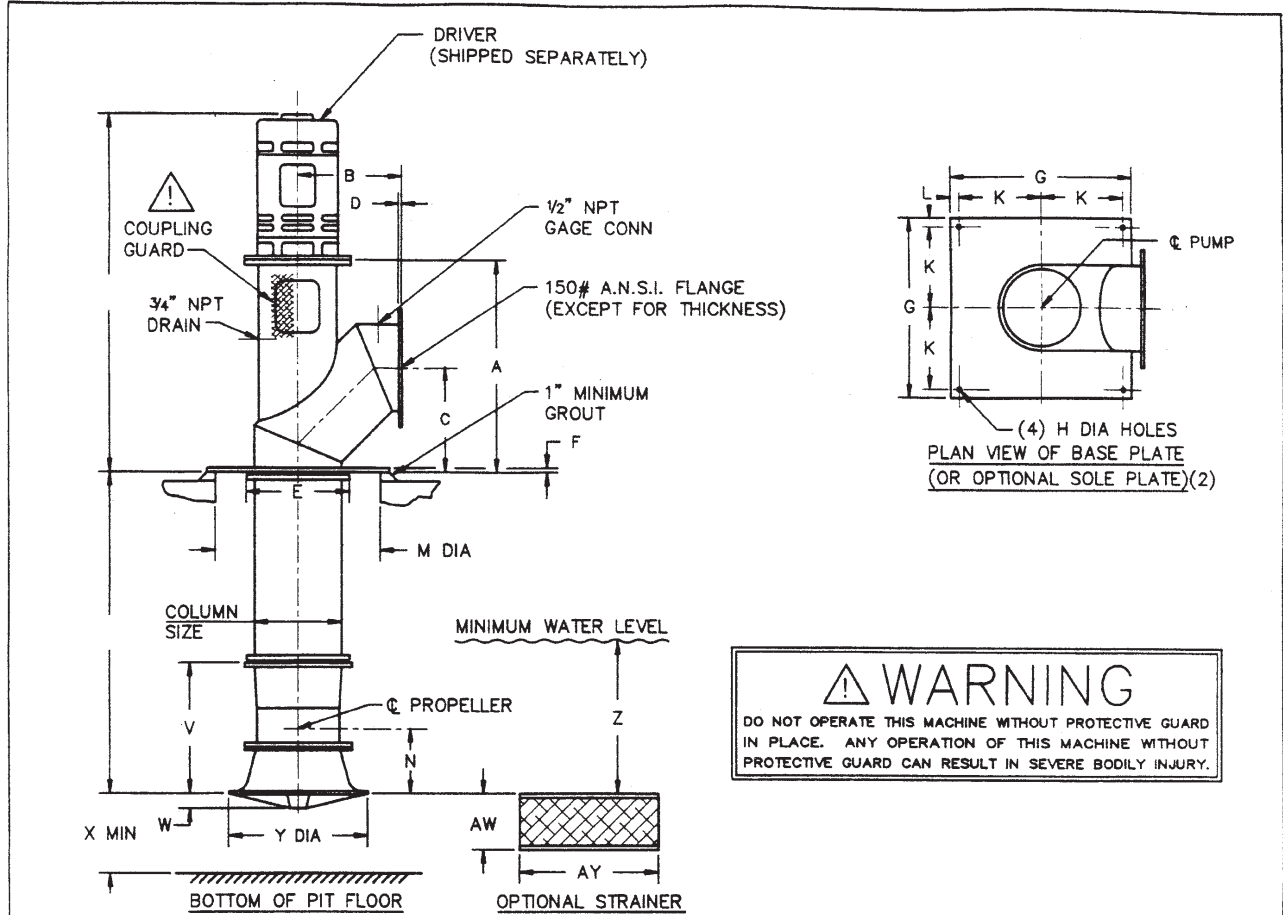 DRIVER
(SHIPPED SEPARATELY)
B
D
1/2" NPT
GAGE CONN
COUPLING
GUARD
3/4" NPT
DRAIN
150# A.N.S.I. FLANGE
(EXCEPT FOR THICKNESS)
A
C
1" MINIMUM
GROUT
F
E
M DIA
COLUMN
SIZE
MINIMUM WATER LEVEL
℄ PROPELLER
V
N
Z
W
X MIN
Y DIA
AW
AY
BOTTOM OF PIT FLOOR
OPTIONAL STRAINER
G
L
K
K
K
G
K
℄ PUMP
(4) H DIA HOLES
PLAN VIEW OF BASE PLATE
(OR OPTIONAL SOLE PLATE)(2)
! WARNING
DO NOT OPERATE THIS MACHINE WITHOUT PROTECTIVE GUARD
IN PLACE. ANY OPERATION OF THIS MACHINE WITHOUT
PROTECTIVE GUARD CAN RESULT IN SEVERE BODILY INJURY.
!